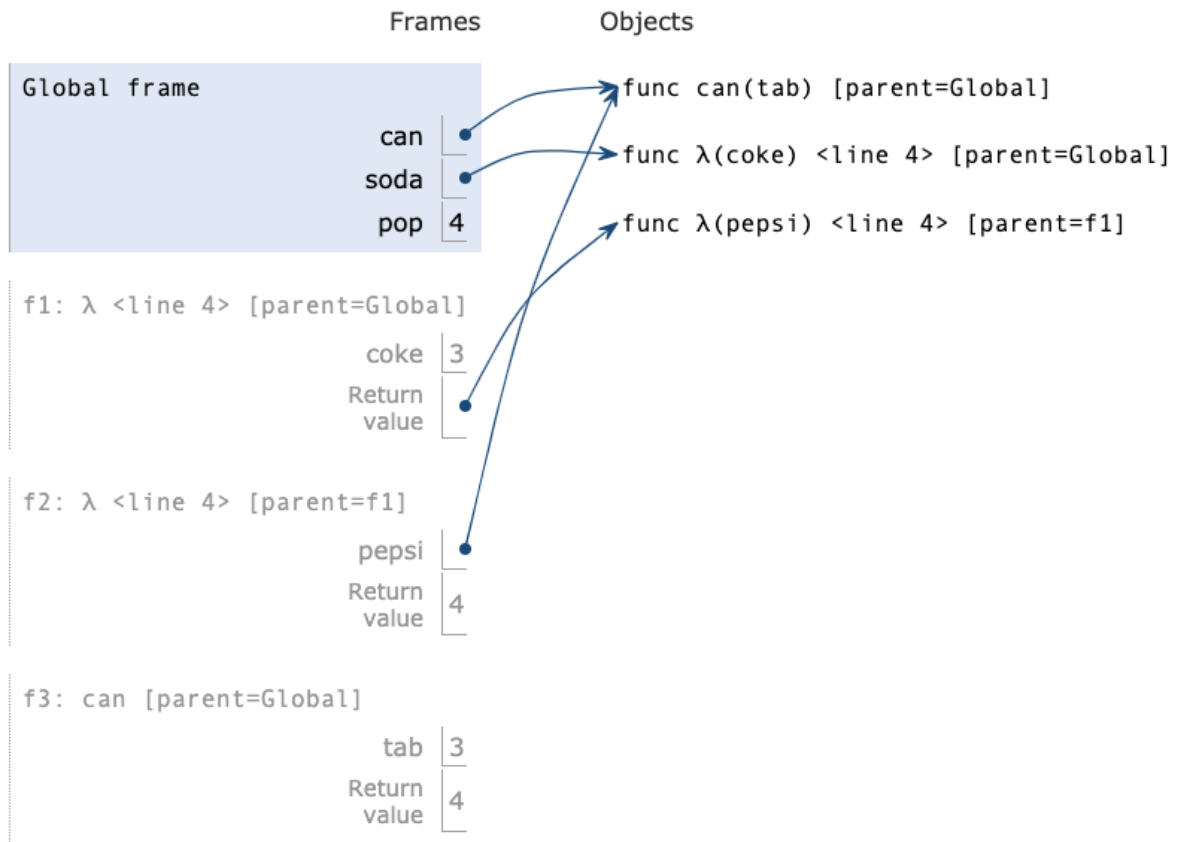 Frames Objects
Global frame
can
soda
pop 4
func can(tab) [parent=Global]
func λ(coke) <line 4> [parent=Global]
func λ(pepsi) <line 4> [parent=f1]
f1: λ <line 4> [parent=Global]
coke 3
Return
value
f2: λ <line 4> [parent=f1]
pepsi
Return
value 4
f3: can [parent=Global]
tab 3
Return
value 4